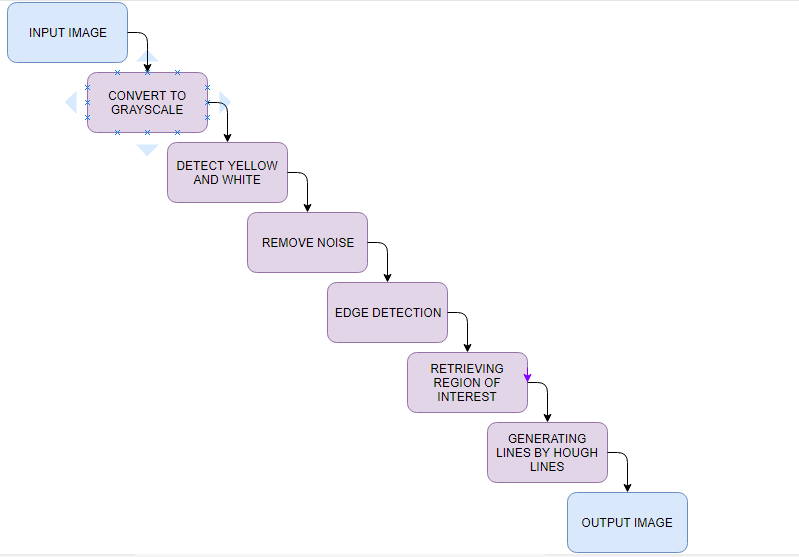 INPUT IMAGE
CONVERT TO
GRAYSCALE
DETECT YELLOW
AND WHITE
REMOVE NOISE
EDGE DETECTION
RETRIEVING
REGION OF
INTEREST
GENERATING
LINES BY HOUGH
LINES
OUTPUT IMAGE